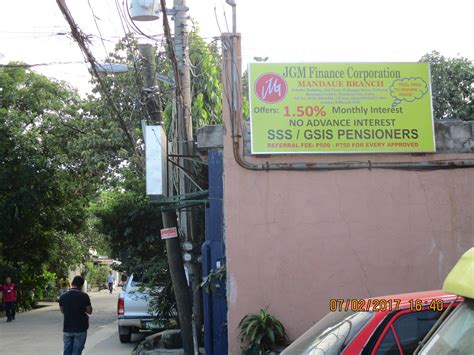 JGM Finance Corporation
MANDAUE BRANCH
JMG
Offers:
1.50% Monthly Interest
NO ADVANCE INTEREST
SSS / GSIS PENSIONERS
REFERRAL FEE: P500 - P750 FOR EVERY APPROVED
07/02/2017 16:40